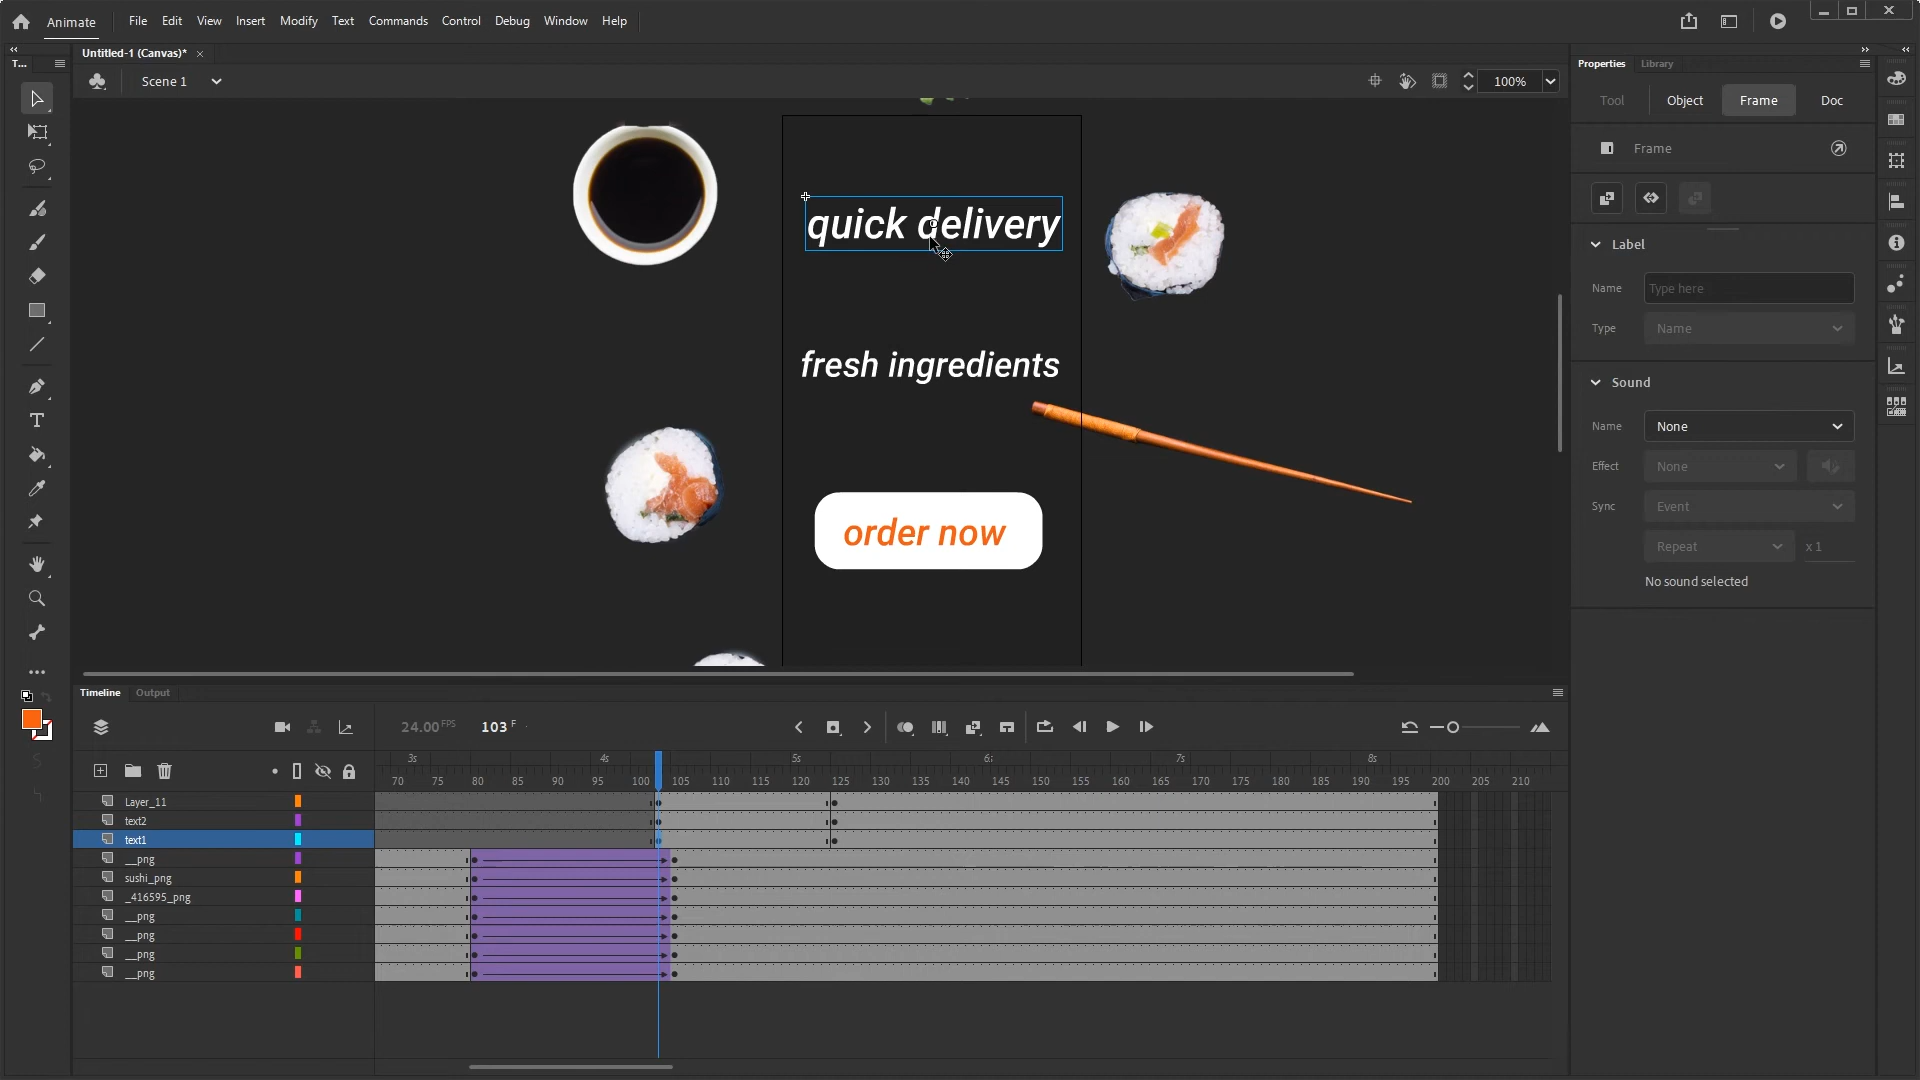 Animate File Edit View Insert Modify Text Commands Control Debug Window Help
T...
Untitled-1 (Canvas)*
Scene 1
100%
quick delivery
fresh ingredients
order now
Properties Library
Tool Object Frame Doc
Frame
Label
Name Type here
Type Name
Sound
Name None
Effect None
Sync Event
Repeat x 1
No sound selected
Timeline Output
24.00 FPS 103 F
3s 4s 5s 7s 8s
70 75 80 85 90 95 100 105 110 115 120 125 130 135 140 145 150 155 160 165 170 175 180 185 190 195 200 205 210
Layer_11
text2
text1
__png
sushi_png
_416595_png
__png
__png
__png
__png